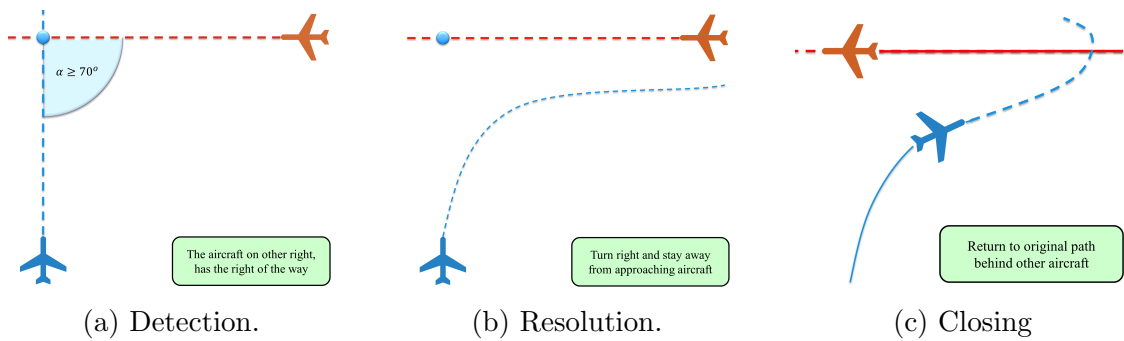 α ≥ 70°
The aircraft on other right,
has the right of the way
(a) Detection.
Turn right and stay away
from approaching aircraft
(b) Resolution.
Return to original path
behind other aircraft
(c) Closing